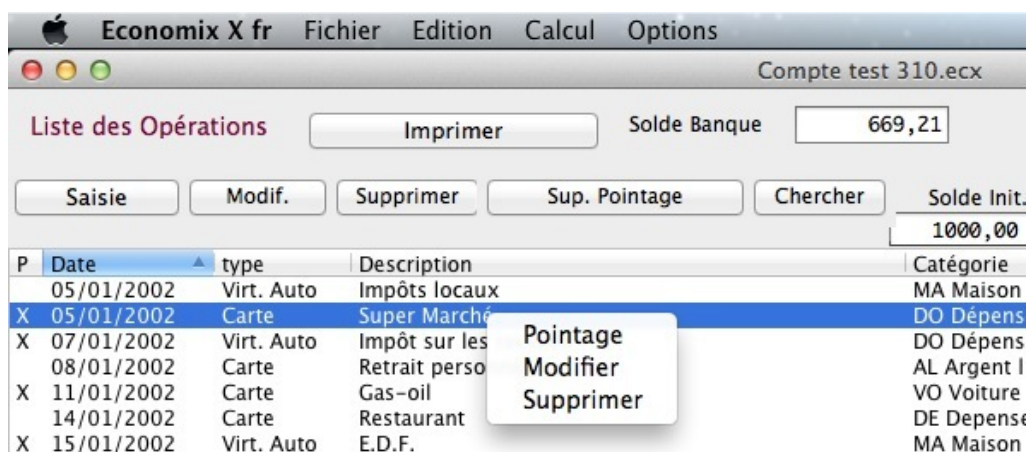 Economix X fr Fichier Edition Calcul Options
Compte test 310.ecx
Liste des Opérations Imprimer Solde Banque 669,21
Saisie Modif. Supprimer Sup. Pointage Chercher Solde Init.
1000,00
P Date type Description Catégorie
05/01/2002 Virt. Auto Impôts locaux MA Maison
X 05/01/2002 Carte Super Marché DO Dépens
X 07/01/2002 Virt. Auto Impôt sur les Pointage DO Dépens
08/01/2002 Carte Retrait perso Modifier AL Argent l
X 11/01/2002 Carte Gas-oil Supprimer VO Voiture
14/01/2002 Carte Restaurant DE Depense
X 15/01/2002 Virt. Auto E.D.F. MA Maison